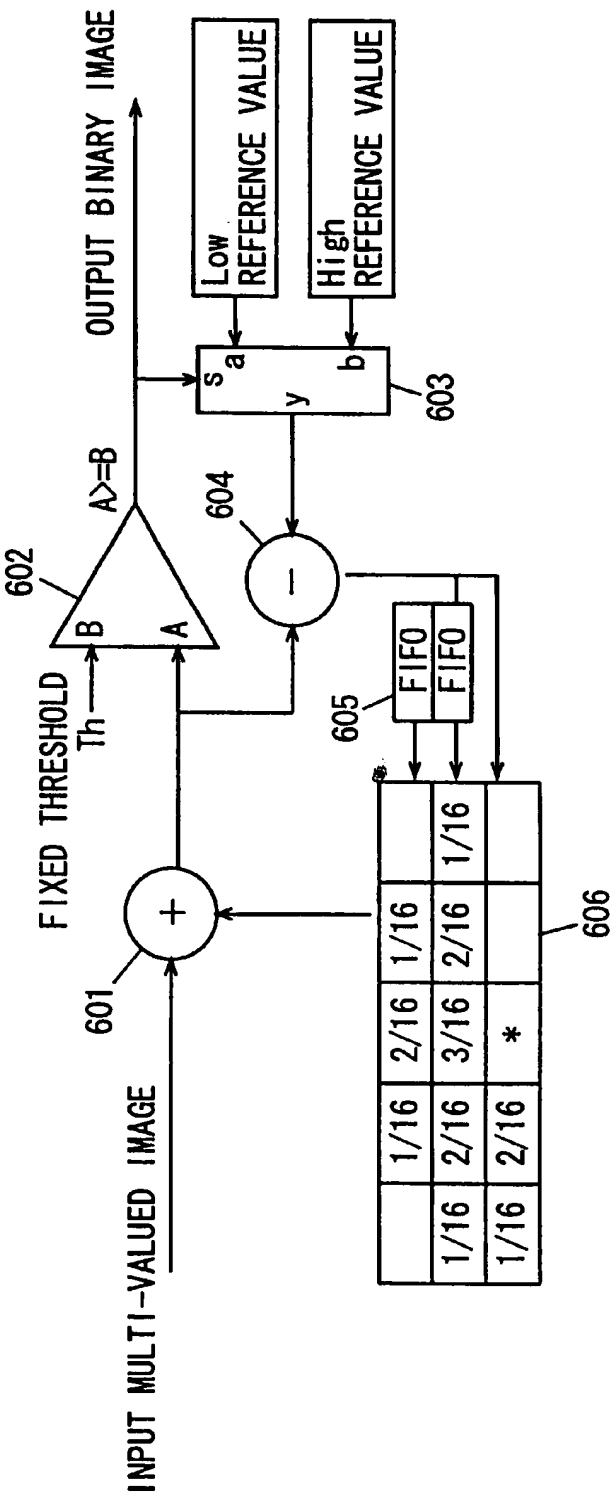 INPUT MULTI-VALUED IMAGE
601
+
FIXED THRESHOLD
Th
602
B
A
A>=B
OUTPUT BINARY IMAGE
Low
REFERENCE VALUE
High
REFERENCE VALUE
s
a
y
b
603
604
-
605
FIFO
FIFO
1/16 2/16 1/16
1/16 2/16 3/16 2/16 1/16
1/16 2/16 *
606